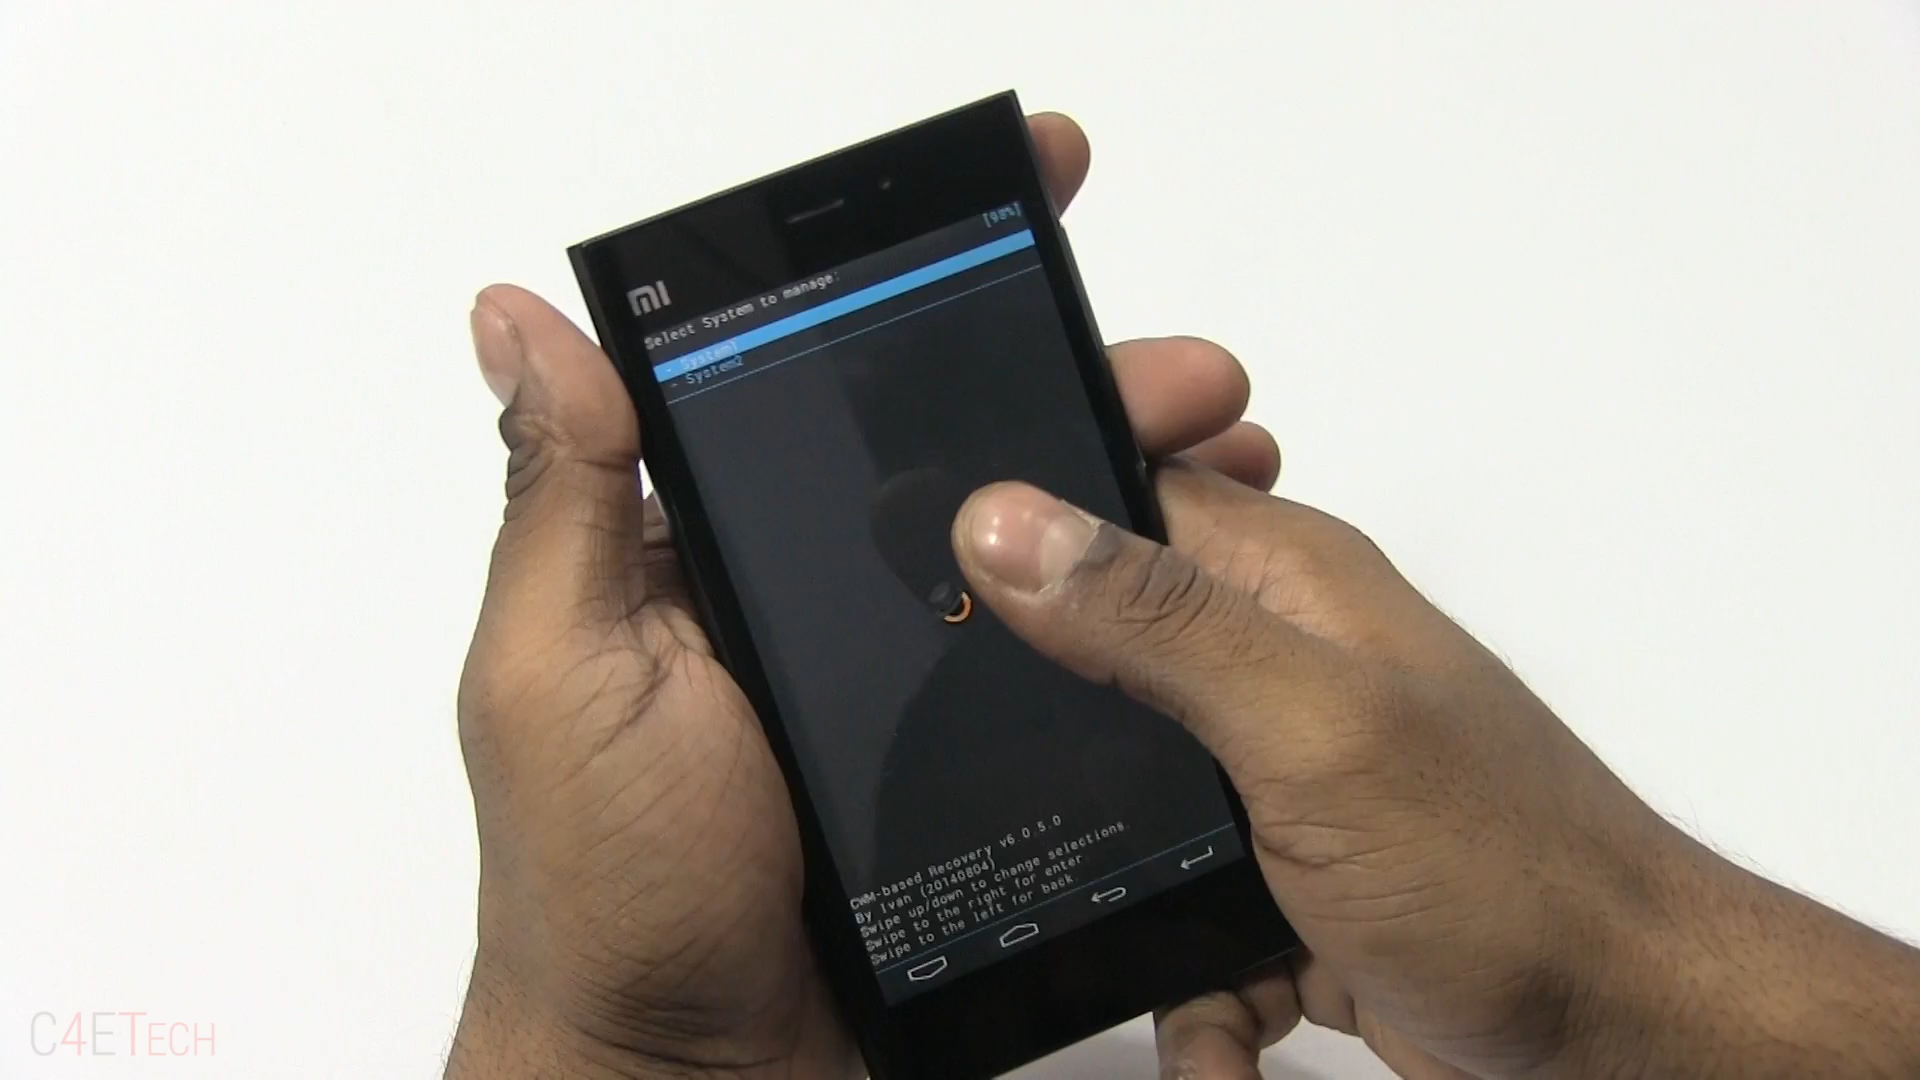 [98%]
MI
Select System to manage:
- System1
- System2
CWM-based Recovery v6.0.5.0
By Ivan (20140804)
Swipe up/down to change selections.
Swipe to the right for enter.
Swipe to the left for back.
C4ETECH